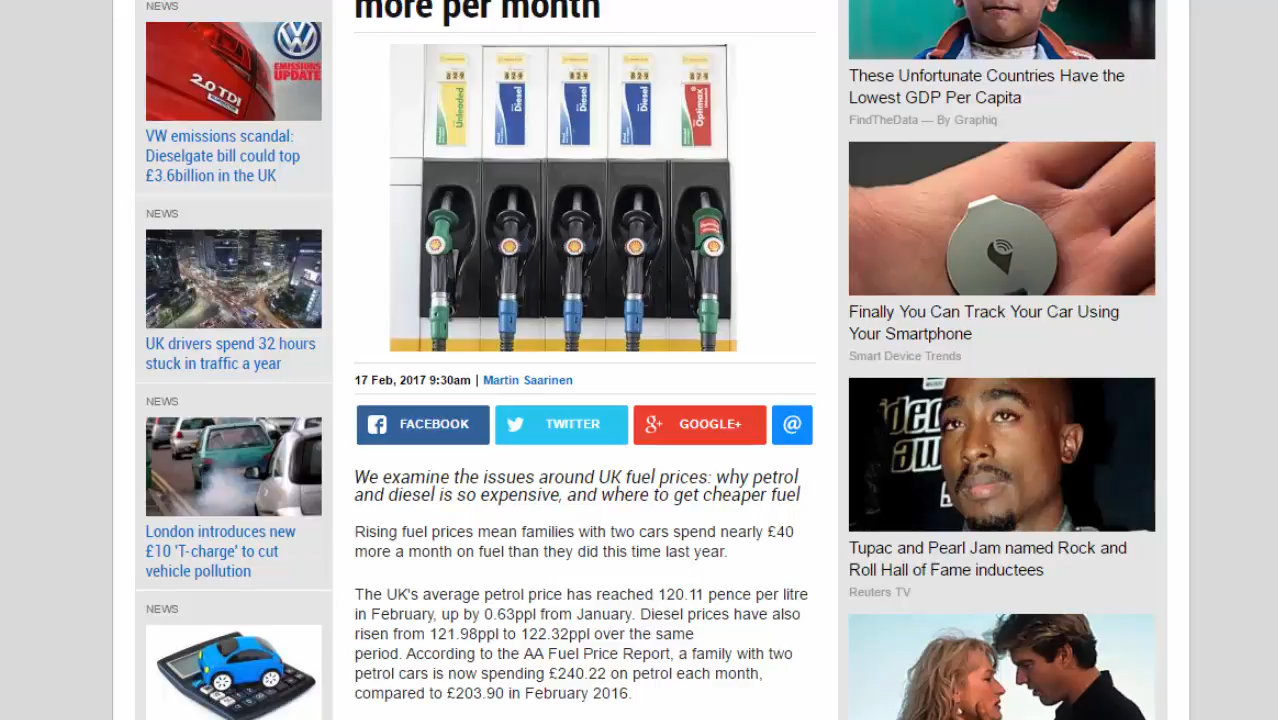 NEWS
EMISSIONS
UPDATE
2.0 TDI
VW emissions scandal:
Dieselgate bill could top
£3.6billion in the UK
NEWS
UK drivers spend 32 hours
stuck in traffic a year
NEWS
London introduces new
£10 'T-charge' to cut
vehicle pollution
NEWS
more per month
Unleaded
Diesel
Diesel
Diesel
Optimax
17 Feb, 2017 9:30am | Martin Saarinen
FACEBOOK
TWITTER
GOOGLE+
@
We examine the issues around UK fuel prices: why petrol
and diesel is so expensive, and where to get cheaper fuel
Rising fuel prices mean families with two cars spend nearly £40
more a month on fuel than they did this time last year.
The UK's average petrol price has reached 120.11 pence per litre
in February, up by 0.63ppl from January. Diesel prices have also
risen from 121.98ppl to 122.32ppl over the same
period. According to the AA Fuel Price Report, a family with two
petrol cars is now spending £240.22 on petrol each month,
compared to £203.90 in February 2016.
These Unfortunate Countries Have the
Lowest GDP Per Capita
FindTheData — By Graphiq
Finally You Can Track Your Car Using
Your Smartphone
Smart Device Trends
Tupac and Pearl Jam named Rock and
Roll Hall of Fame inductees
Reuters TV